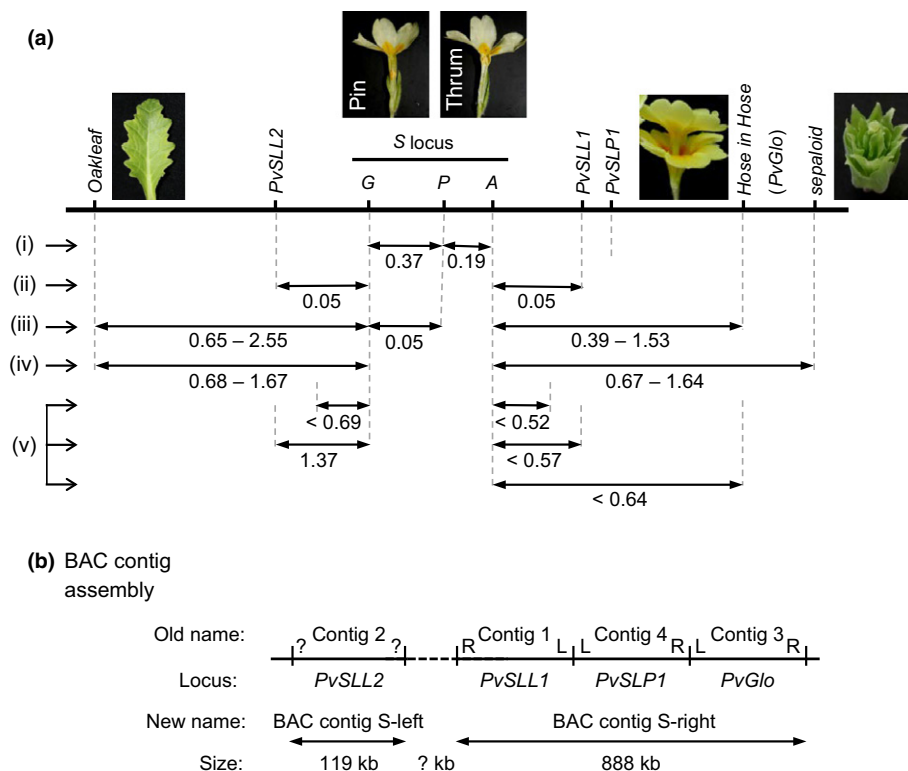 (a)
Pin
Thrum
S locus
Oakleaf
PvSLL2
G
P
A
PvSLL1
PvSLP1
Hose in Hose
(PvGlo)
sepaloid
(i)
0.37
0.19
(ii)
0.05
0.05
(iii)
0.65 – 2.55
0.05
0.39 – 1.53
(iv)
0.68 – 1.67
0.67 – 1.64
(v)
< 0.69
< 0.52
1.37
< 0.57
< 0.64
(b) BAC contig
assembly
Old name: ? Contig 2 ? R Contig 1 L L Contig 4 R L Contig 3 R
Locus: PvSLL2 PvSLL1 PvSLP1 PvGlo
New name: BAC contig S-left BAC contig S-right
Size: 119 kb ? kb 888 kb